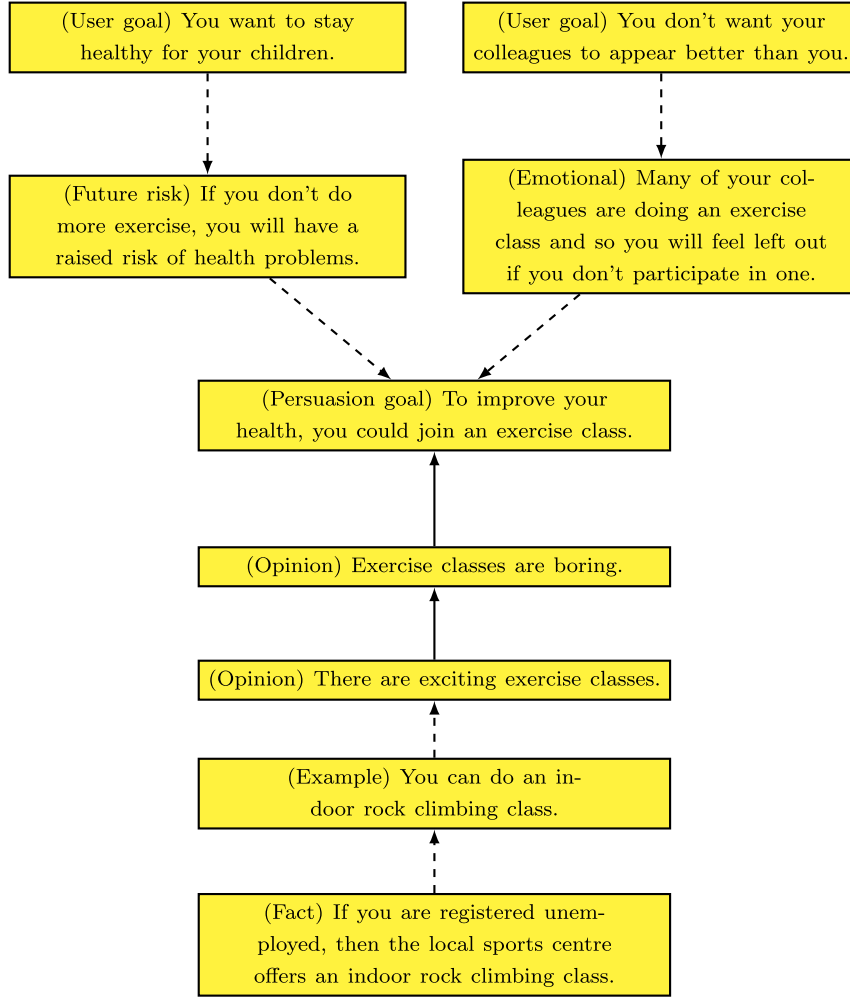 (User goal) You want to stay
healthy for your children.
(User goal) You don't want your
colleagues to appear better than you.
(Future risk) If you don't do
more exercise, you will have a
raised risk of health problems.
(Emotional) Many of your col-
leagues are doing an exercise
class and so you will feel left out
if you don't participate in one.
(Persuasion goal) To improve your
health, you could join an exercise class.
(Opinion) Exercise classes are boring.
(Opinion) There are exciting exercise classes.
(Example) You can do an in-
door rock climbing class.
(Fact) If you are registered unem-
ployed, then the local sports centre
offers an indoor rock climbing class.